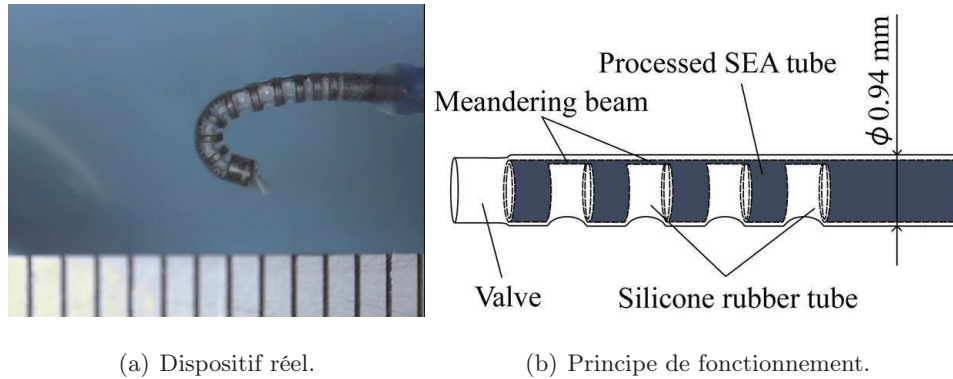 Processed SEA tube
Meandering beam
ϕ 0.94 mm
Valve
Silicone rubber tube
(a) Dispositif réel.
(b) Principe de fonctionnement.